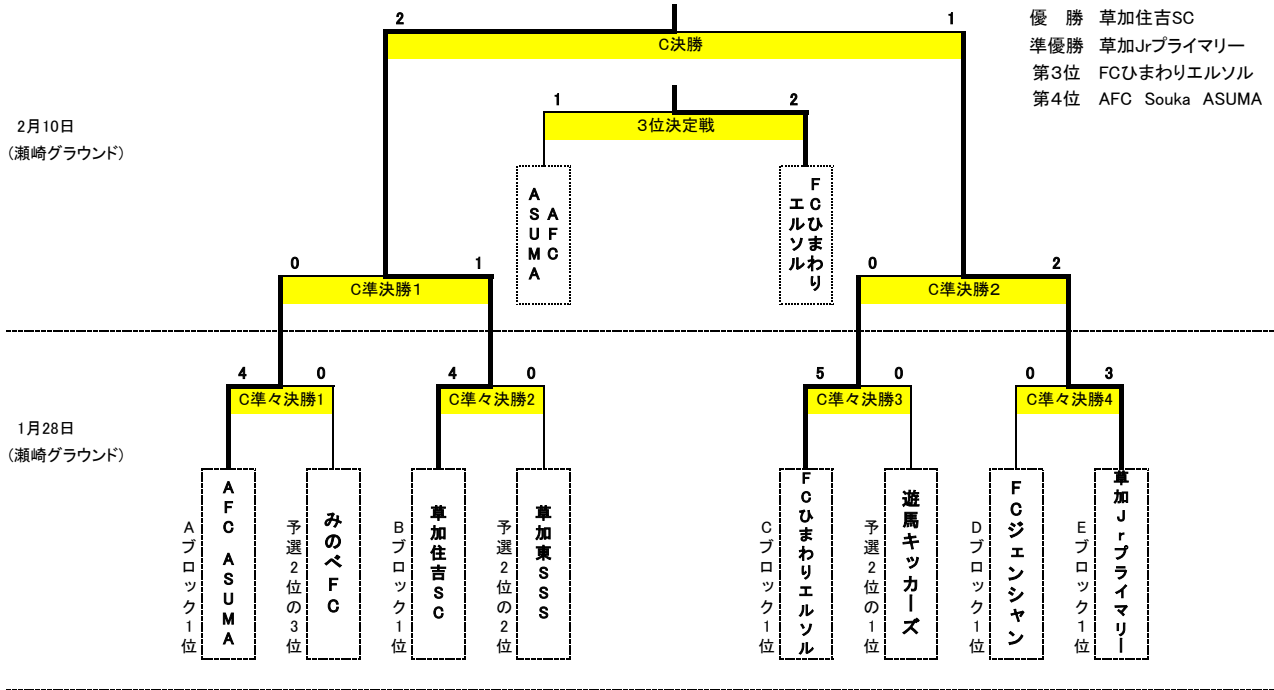 2
1
C決勝
優　勝　草加住吉SC
準優勝　草加Jrプライマリー
第3位　FCひまわりエルソル
第4位　AFC　Souka　ASUMA
2月10日
(瀬崎グラウンド)
1
2
3位決定戦
AFC
ASUMA
FCひまわり
エルソル
0
1
C準決勝1
0
2
C準決勝2
4
0
C準々決勝1
4
0
C準々決勝2
5
0
C準々決勝3
0
3
C準々決勝4
1月28日
(瀬崎グラウンド)
Aブロック1位
AFC　ASUMA
予選2位の3位
みのべFC
Bブロック1位
草加住吉SC
予選2位の2位
草加東SSS
Cブロック1位
FCひまわりエルソル
予選2位の1位
遊馬キッカーズ
Dブロック1位
FCジェンシャン
Eブロック1位
草加Jrプライマリー